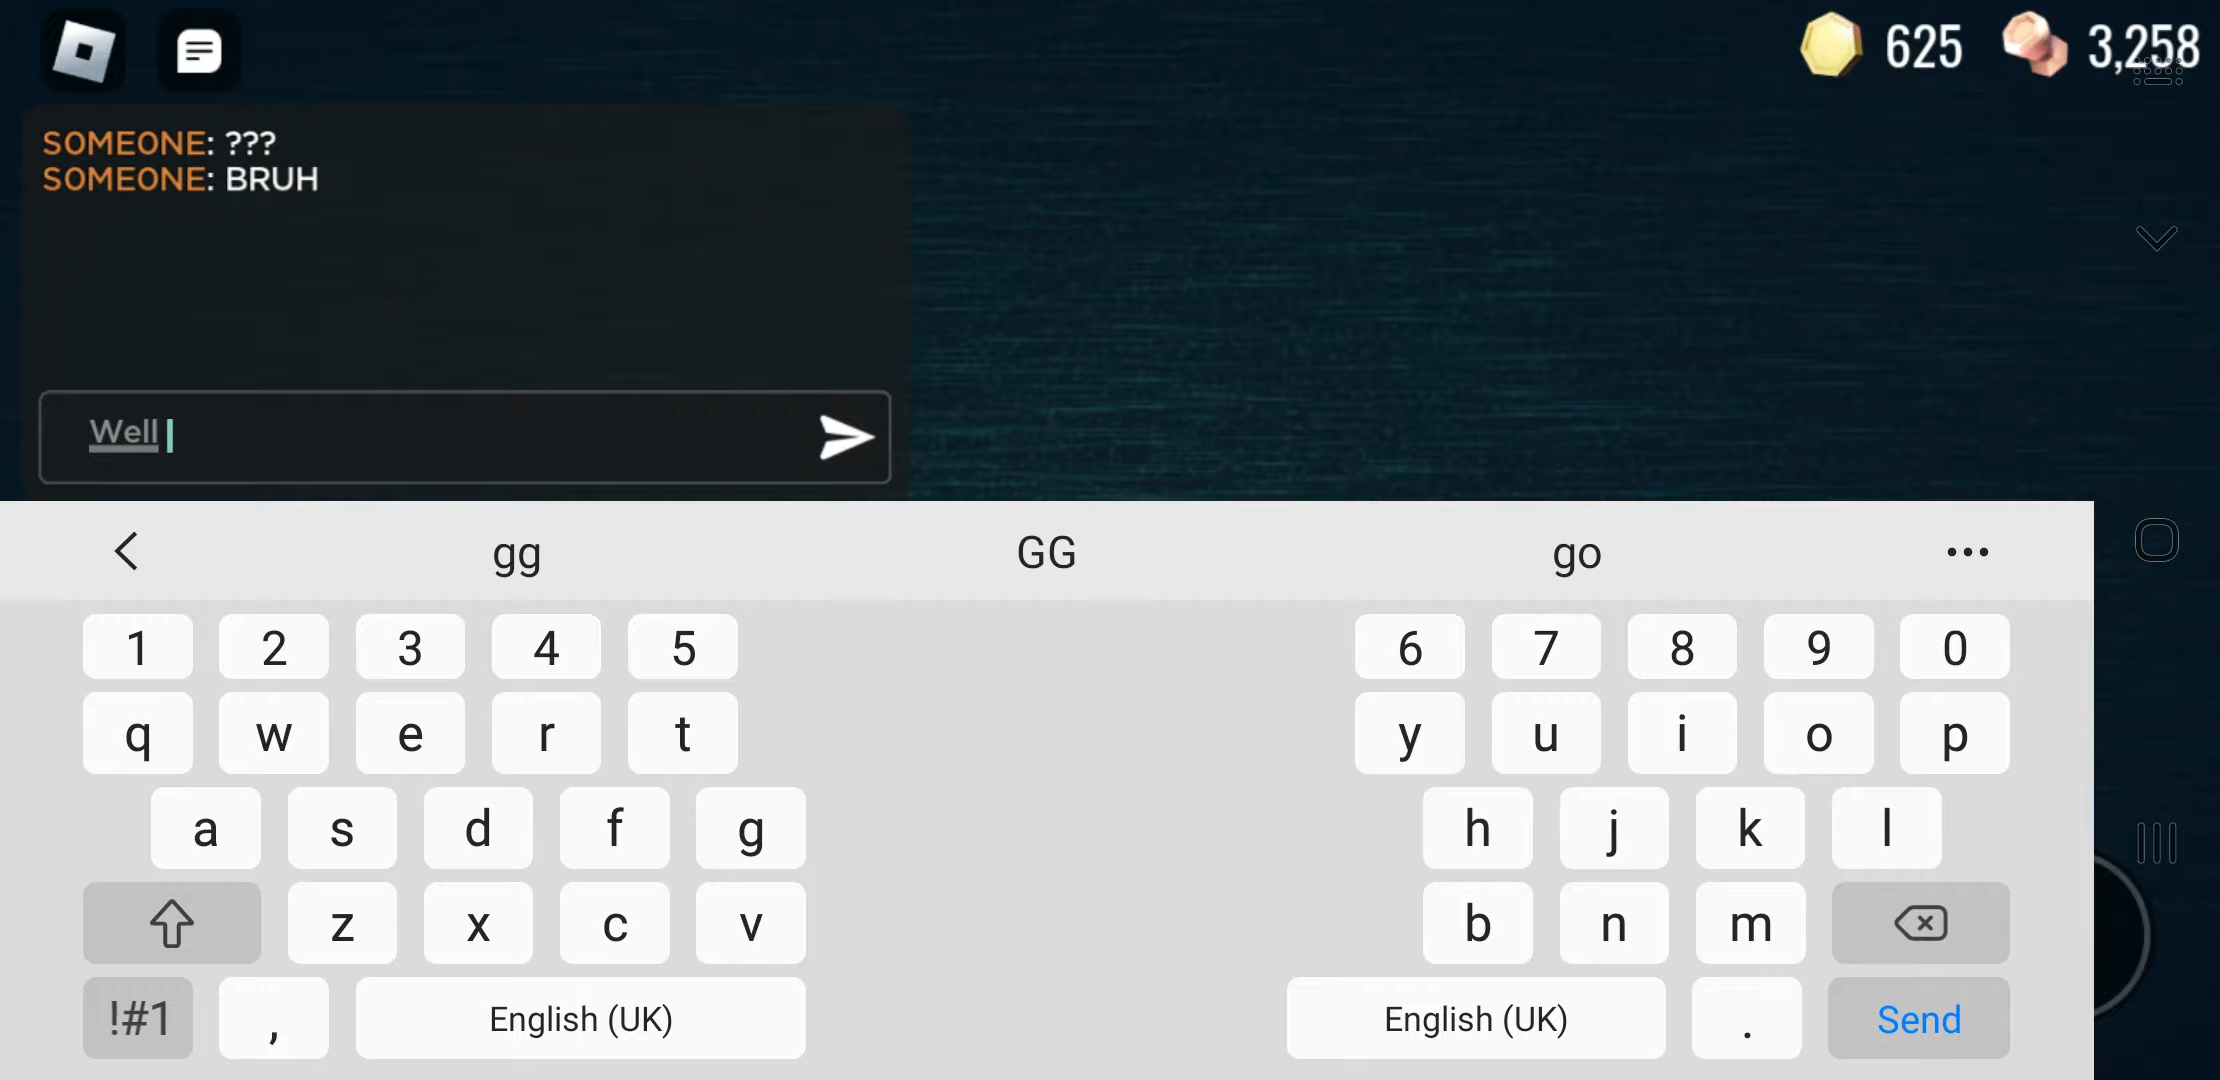 625 3,258
SOMEONE: ???
SOMEONE: BRUH
Well
gg GG go ...
1 2 3 4 5 6 7 8 9 0
q w e r t y u i o p
a s d f g h j k l
z x c v b n m
!#1 , English (UK) English (UK) . Send